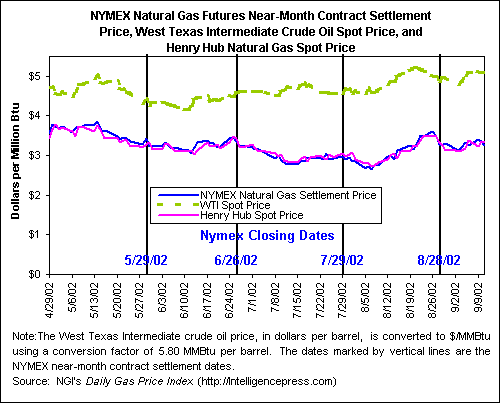 NYMEX Natural Gas Futures Near-Month Contract Settlement
Price, West Texas Intermediate Crude Oil Spot Price, and
Henry Hub Natural Gas Spot Price
Dollars per Million Btu
$5
$4
$3
$2
$1
$0
NYMEX Natural Gas Settlement Price
WTI Spot Price
Henry Hub Spot Price
Nymex Closing Dates
5/29/02
6/26/02
7/29/02
8/28/02
4/29/02
5/6/02
5/13/02
5/20/02
5/27/02
6/3/02
6/10/02
6/17/02
6/24/02
7/1/02
7/8/02
7/15/02
7/22/02
7/29/02
8/5/02
8/12/02
8/19/02
8/26/02
9/2/02
9/9/02
Note:The West Texas Intermediate crude oil price, in dollars per barrel, is converted to $/MMBtu
using a conversion factor of 5.80 MMBtu per barrel. The dates marked by vertical lines are the
NYMEX near-month contract settlement dates.
Source: NGI's Daily Gas Price Index (http://intelligencepress.com)